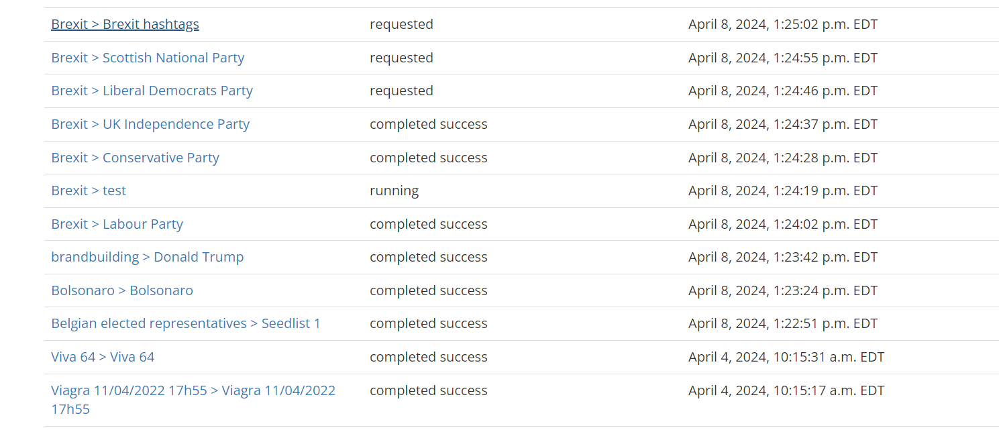 Brexit > Brexit hashtags requested April 8, 2024, 1:25:02 p.m. EDT
Brexit > Scottish National Party requested April 8, 2024, 1:24:55 p.m. EDT
Brexit > Liberal Democrats Party requested April 8, 2024, 1:24:46 p.m. EDT
Brexit > UK Independence Party completed success April 8, 2024, 1:24:37 p.m. EDT
Brexit > Conservative Party completed success April 8, 2024, 1:24:28 p.m. EDT
Brexit > test running April 8, 2024, 1:24:19 p.m. EDT
Brexit > Labour Party completed success April 8, 2024, 1:24:02 p.m. EDT
brandbuilding > Donald Trump completed success April 8, 2024, 1:23:42 p.m. EDT
Bolsonaro > Bolsonaro completed success April 8, 2024, 1:23:24 p.m. EDT
Belgian elected representatives > Seedlist 1 completed success April 8, 2024, 1:22:51 p.m. EDT
Viva 64 > Viva 64 completed success April 4, 2024, 10:15:31 a.m. EDT
Viagra 11/04/2022 17h55 > Viagra 11/04/2022 completed success April 4, 2024, 10:15:17 a.m. EDT
17h55